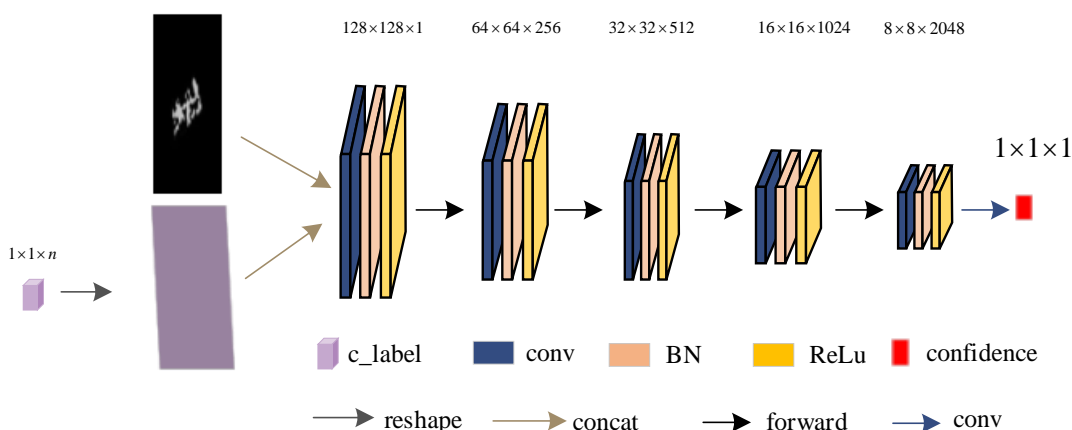 128×128×1 64×64×256 32×32×512 16×16×1024 8×8×2048
1×1×1
1×1×n
c_label conv BN ReLu confidence
reshape concat forward conv